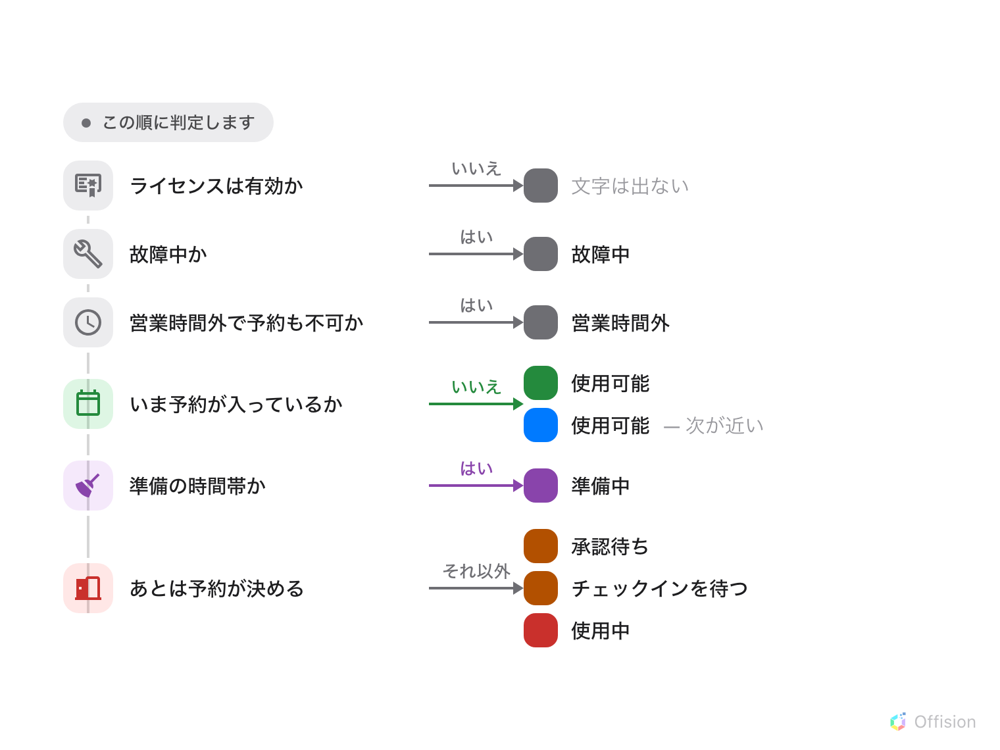 この順に判定します
ライセンスは有効か
いいえ
文字は出ない
故障中か
はい
故障中
営業時間外で予約も不可か
はい
営業時間外
いま予約が入っているか
いいえ
使用可能
使用可能 — 次が近い
準備の時間帯か
はい
準備中
あとは予約が決める
それ以外
承認待ち
チェックインを待つ
使用中
Offision